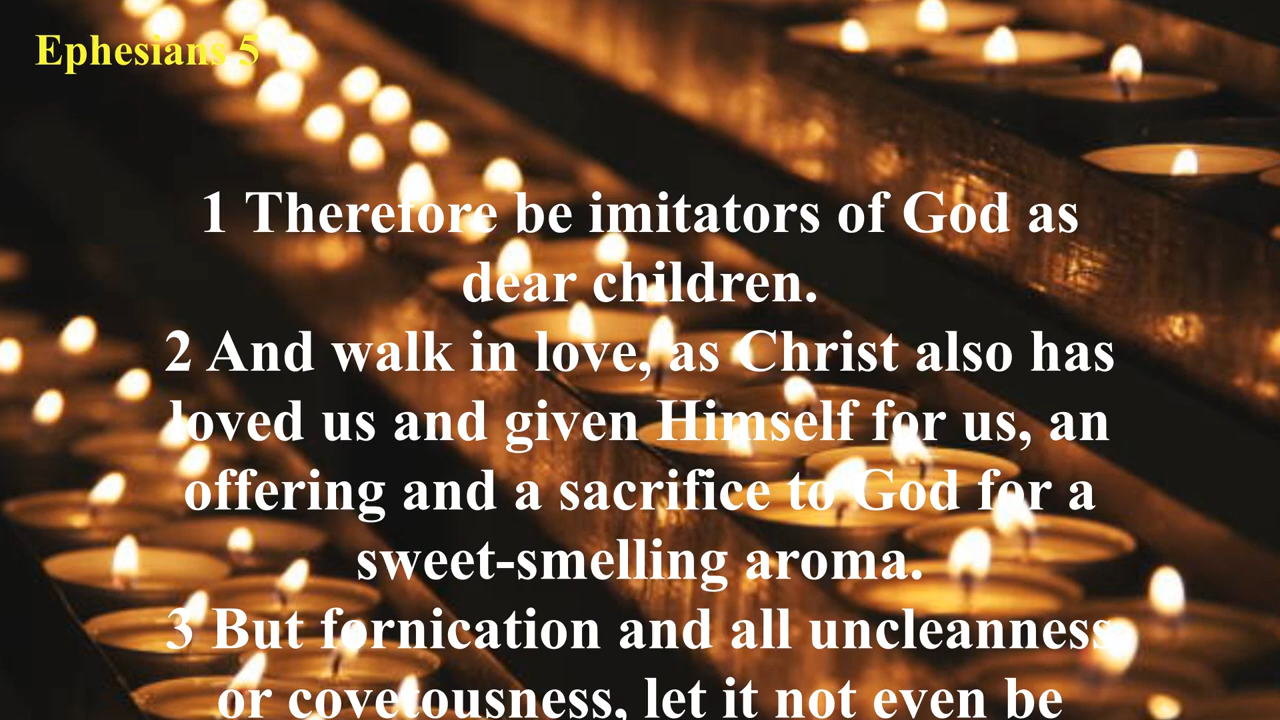 Ephesians 5
1 Therefore be imitators of God as
dear children.
2 And walk in love, as Christ also has
loved us and given Himself for us, an
offering and a sacrifice to God for a
sweet-smelling aroma.
3 But fornication and all uncleanness
or covetousness, let it not even be